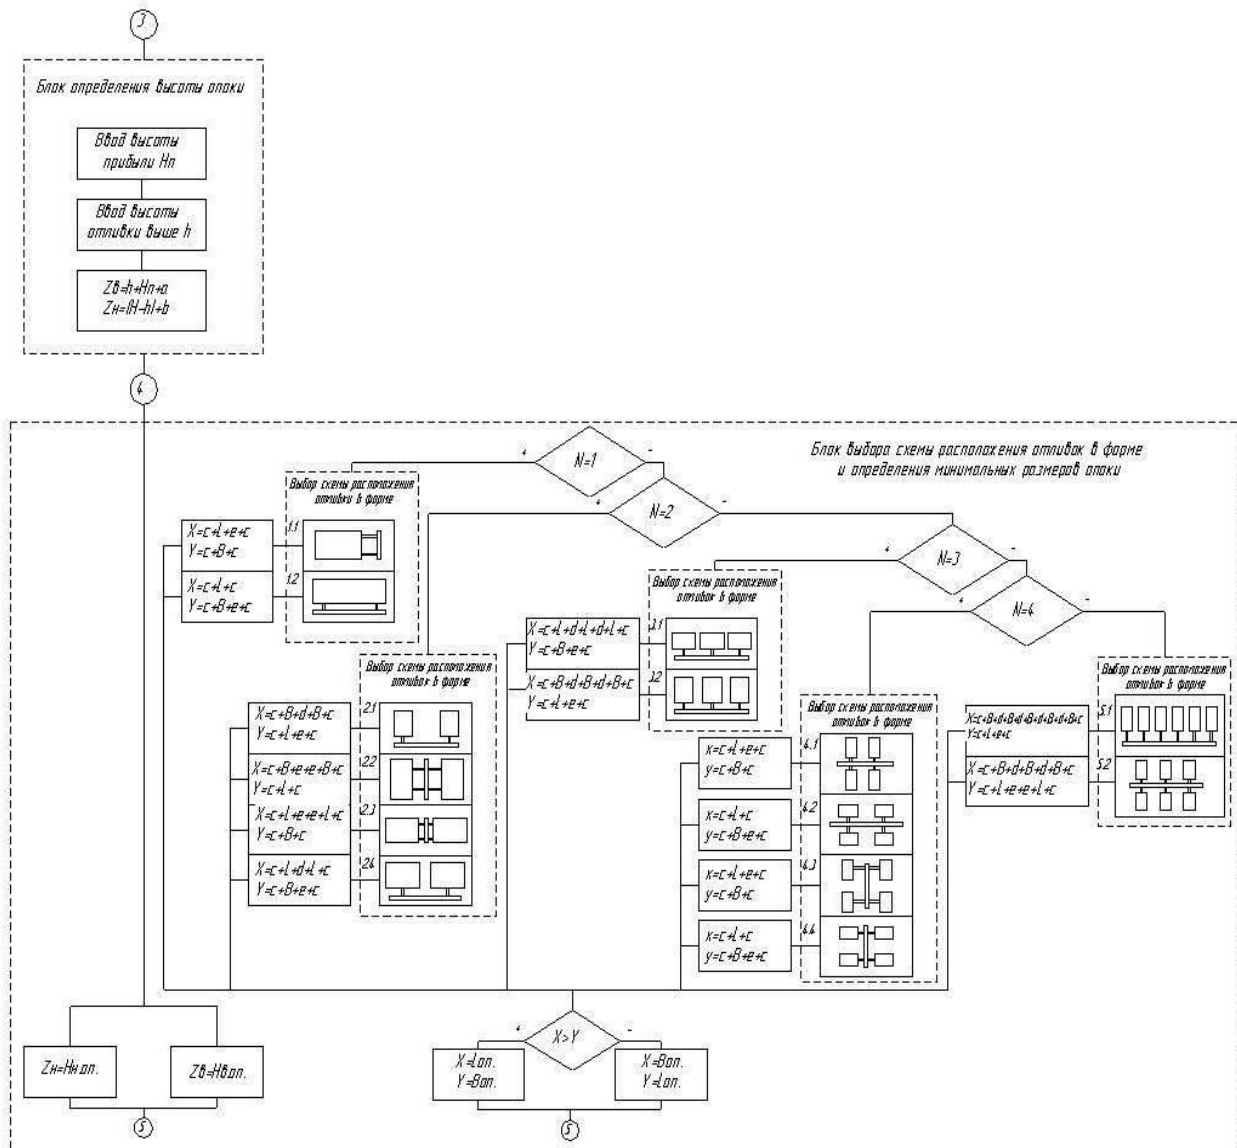 3
Блок определения высоты опоки
Ввод высоты
прибыли Нп
Ввод высоты
отливки выше h
Zв=h+Нп+а
Zн=(Н-h)+b
4
Блок выбора схемы расположения отливок в форме
и определения минимальных размеров опоки
+
N=1
-
Выбор схемы расположения
отливки в форме
1.1
X=c+L+e+c
Y=c+B+c
1.2
X=c+L+c
Y=c+B+e+c
+
N=2
-
Выбор схемы расположения
отливок в форме
2.1
X=c+B+d+B+c
Y=c+L+e+c
2.2
X=c+B+e+e+B+c
Y=c+L+c
2.3
X=c+L+e+e+L+c
Y=c+B+c
2.4
X=c+L+d+L+c
Y=c+B+e+c
+
N=3
-
Выбор схемы расположения
отливок в форме
3.1
X=c+L+d+L+d+L+c
Y=c+B+e+c
3.2
X=c+B+d+B+d+B+c
Y=c+L+e+c
+
N=4
-
Выбор схемы расположения
отливок в форме
4.1
x=c+L+e+c
y=c+B+c
4.2
x=c+L+c
y=c+B+e+c
4.3
x=c+L+e+c
y=c+B+c
4.4
x=c+L+c
y=c+B+e+c
Выбор схемы расположения
отливок в форме
5.1
X=c+B+d+B+d+B+d+B+d+B+c
Y=c+L+e+c
5.2
X=c+B+d+B+d+B+c
Y=c+L+e+e+L+c
+
X>Y
-
Zн=Нн.оп.
Zв=Нв.оп.
X=Lоп.
Y=Bоп.
X=Bоп.
Y=Lоп.
5
5